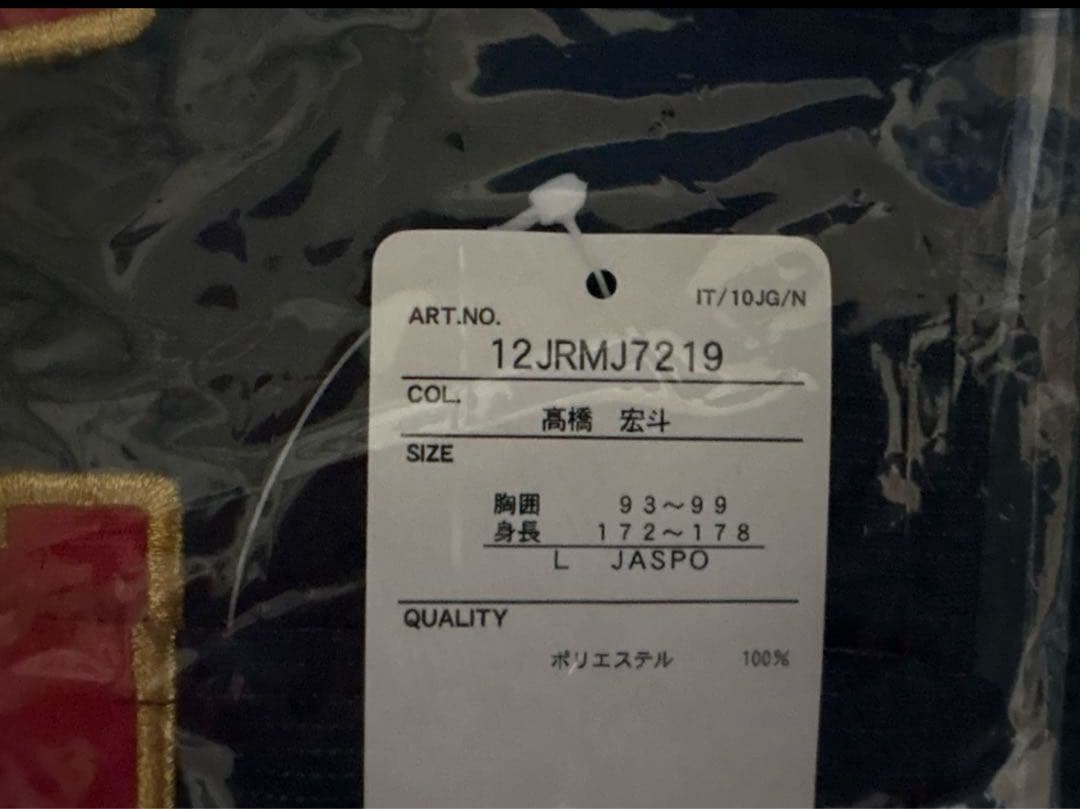 IT/10JG/N
ART.NO.
12JRMJ7219
COL.
髙橋 宏斗
SIZE
胸囲 93~99
身長 172~178
L JASPO
QUALITY
ポリエステル 100%